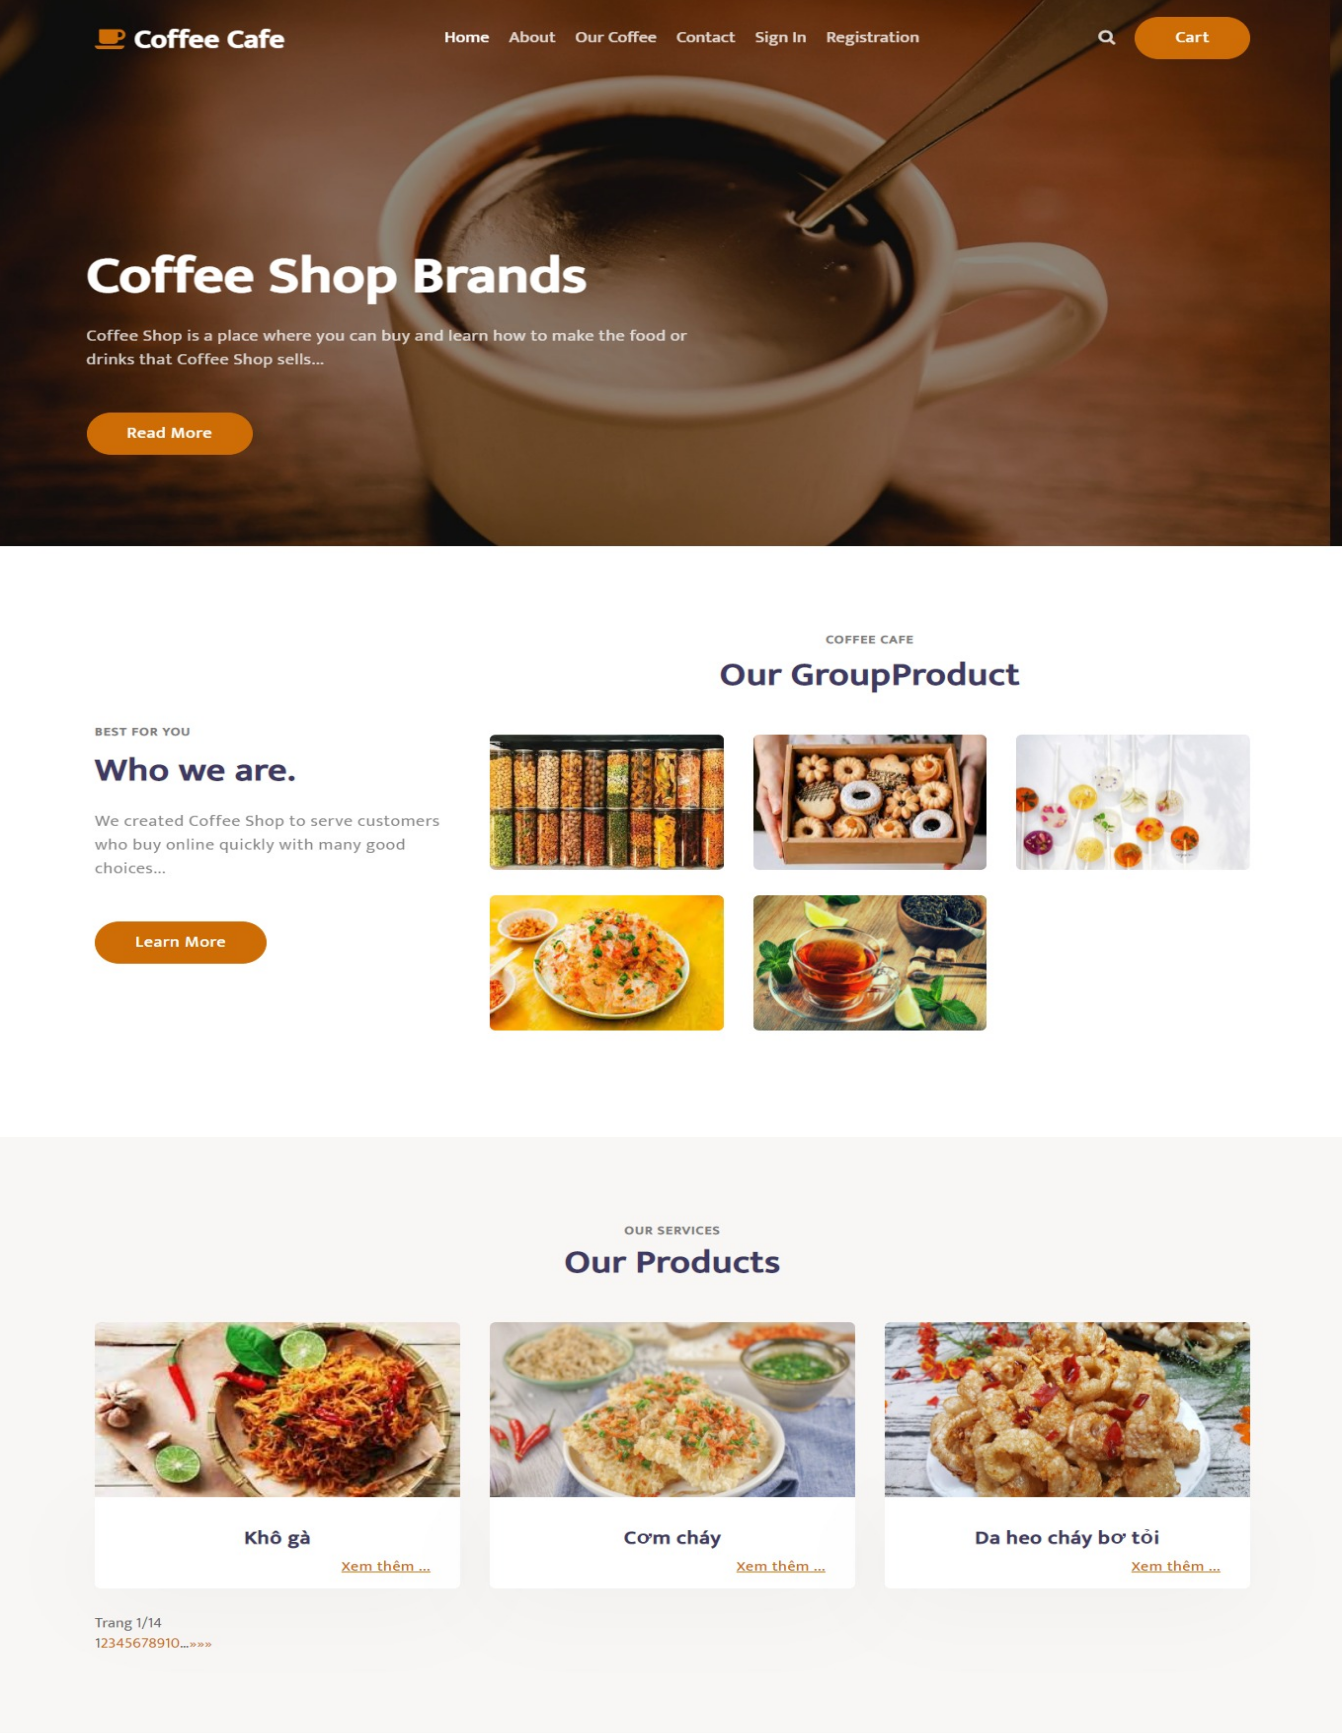 Coffee Cafe
Home About Our Coffee Contact Sign In Registration
Cart
Coffee Shop Brands
Coffee Shop is a place where you can buy and learn how to make the food or
drinks that Coffee Shop sells...
Read More
BEST FOR YOU
Who we are.
We created Coffee Shop to serve customers
who buy online quickly with many good
choices...
Learn More
COFFEE CAFE
Our GroupProduct
OUR SERVICES
Our Products
Khô gà
Xem thêm ...
Cơm cháy
Xem thêm ...
Da heo cháy bơ tỏi
Xem thêm ...
Trang 1/14
12345678910...»»»